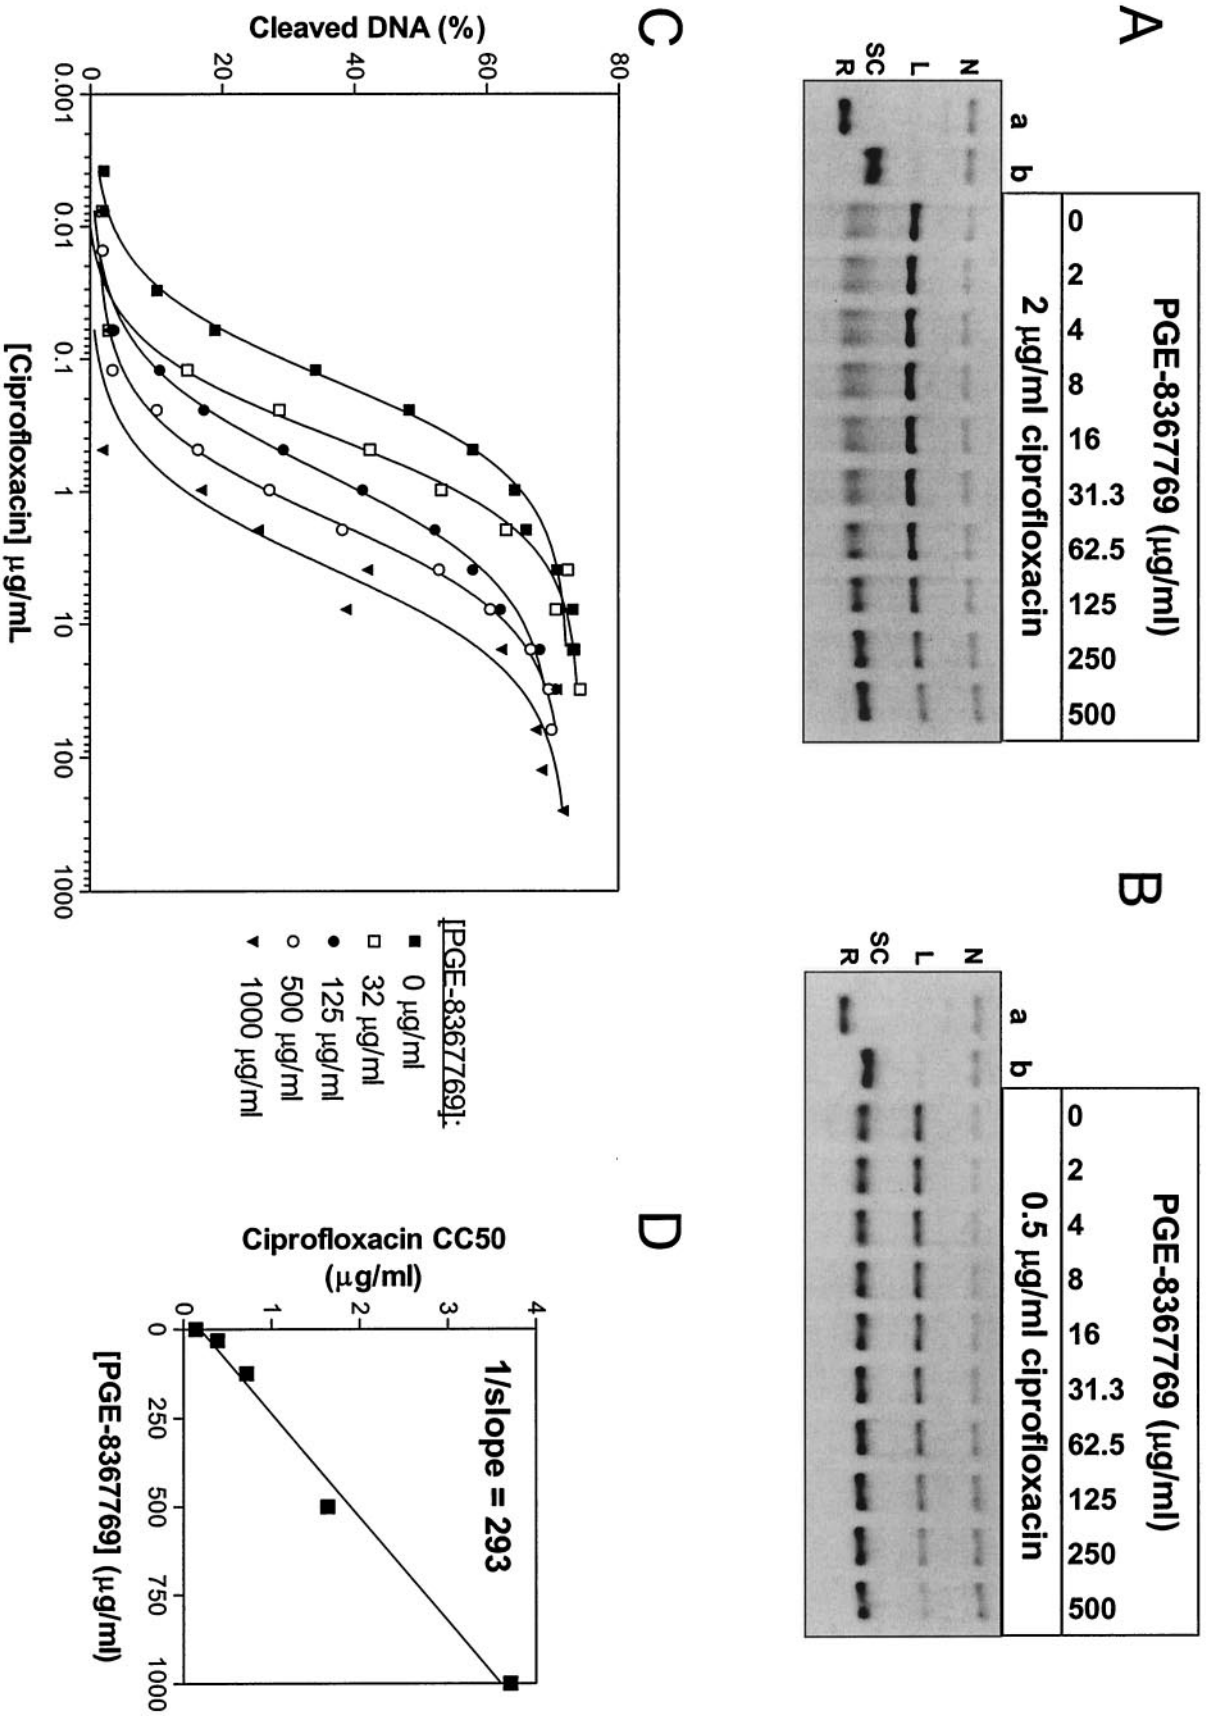 A
PGE-8367769 (µg/ml)
0 2 4 8 16 31.3 62.5 125 250 500
a b 2 µg/ml ciprofloxacin
N
L
SC
R
B
PGE-8367769 (µg/ml)
0 2 4 8 16 31.3 62.5 125 250 500
a b 0.5 µg/ml ciprofloxacin
N
L
SC
R
C
Cleaved DNA (%)
80
60
40
20
0
0.001 0.01 0.1 1 10 100 1000
[Ciprofloxacin] µg/mL
[PGE-8367769]:
0 µg/ml
32 µg/ml
125 µg/ml
500 µg/ml
1000 µg/ml
D
Ciprofloxacin CC50
(µg/ml)
4
3
2
1
0
1/slope = 293
0 250 500 750 1000
[PGE-8367769] (µg/ml)